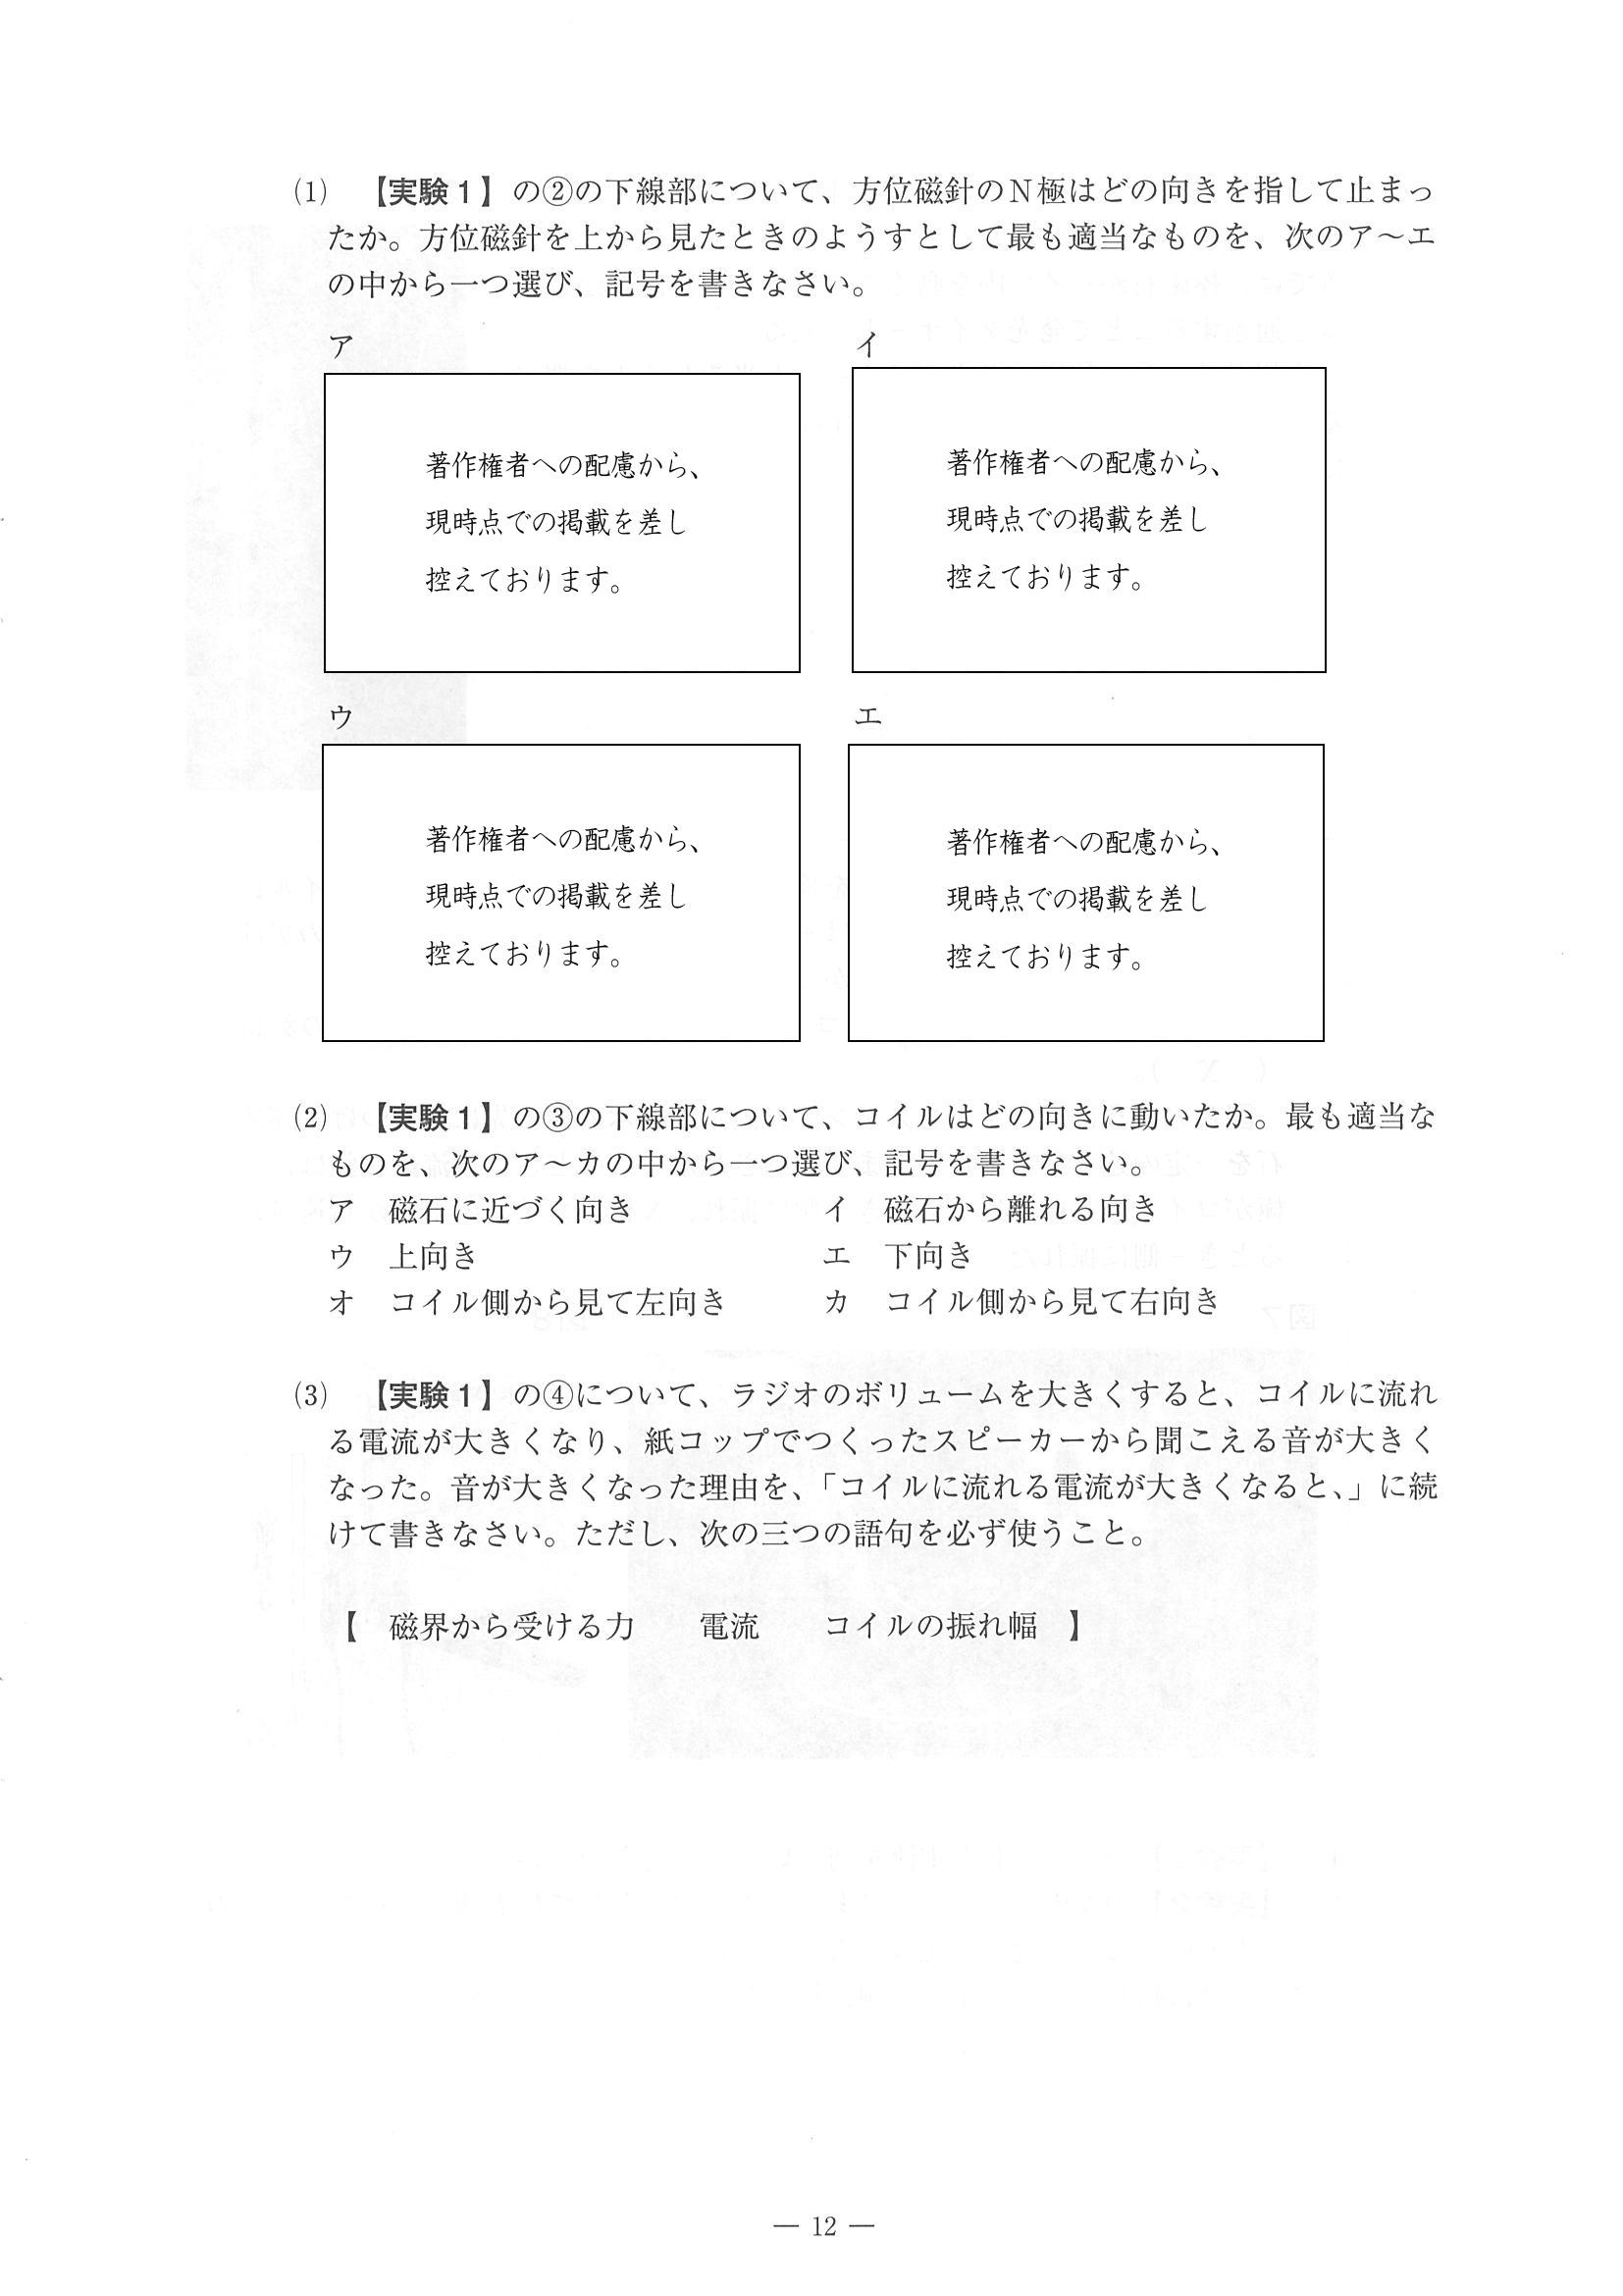 (1)　【実験１】の②の下線部について、方位磁針のＮ極はどの向きを指して止まっ
たか。方位磁針を上から見たときのようすとして最も適当なものを、次のア～エ
の中から一つ選び、記号を書きなさい。
ア
イ
著作権者への配慮から、
現時点での掲載を差し
控えております。
著作権者への配慮から、
現時点での掲載を差し
控えております。
ウ
エ
著作権者への配慮から、
現時点での掲載を差し
控えております。
著作権者への配慮から、
現時点での掲載を差し
控えております。
(2)　【実験１】の③の下線部について、コイルはどの向きに動いたか。最も適当な
ものを、次のア～カの中から一つ選び、記号を書きなさい。
ア　磁石に近づく向き　　イ　磁石から離れる向き
ウ　上向き　　エ　下向き
オ　コイル側から見て左向き　　カ　コイル側から見て右向き
(3)　【実験１】の④について、ラジオのボリュームを大きくすると、コイルに流れ
る電流が大きくなり、紙コップでつくったスピーカーから聞こえる音が大きく
なった。音が大きくなった理由を、「コイルに流れる電流が大きくなると、」に続
けて書きなさい。ただし、次の三つの語句を必ず使うこと。
【　磁界から受ける力　　電流　　コイルの振れ幅　】
― 12 ―